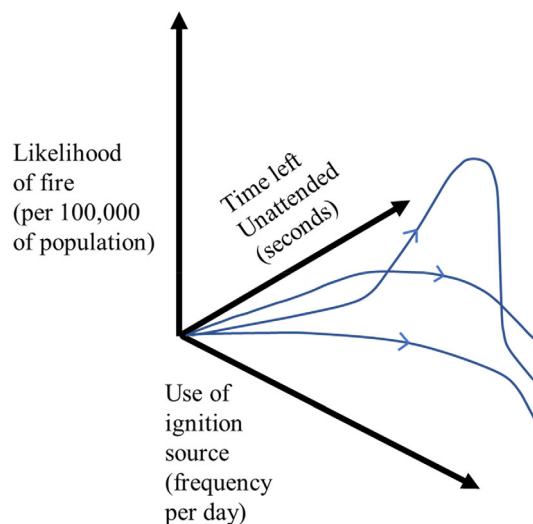 Likelihood
of fire
(per 100,000
of population)
Time left
Unattended
(seconds)
Use of
ignition
source
(frequency
per day)